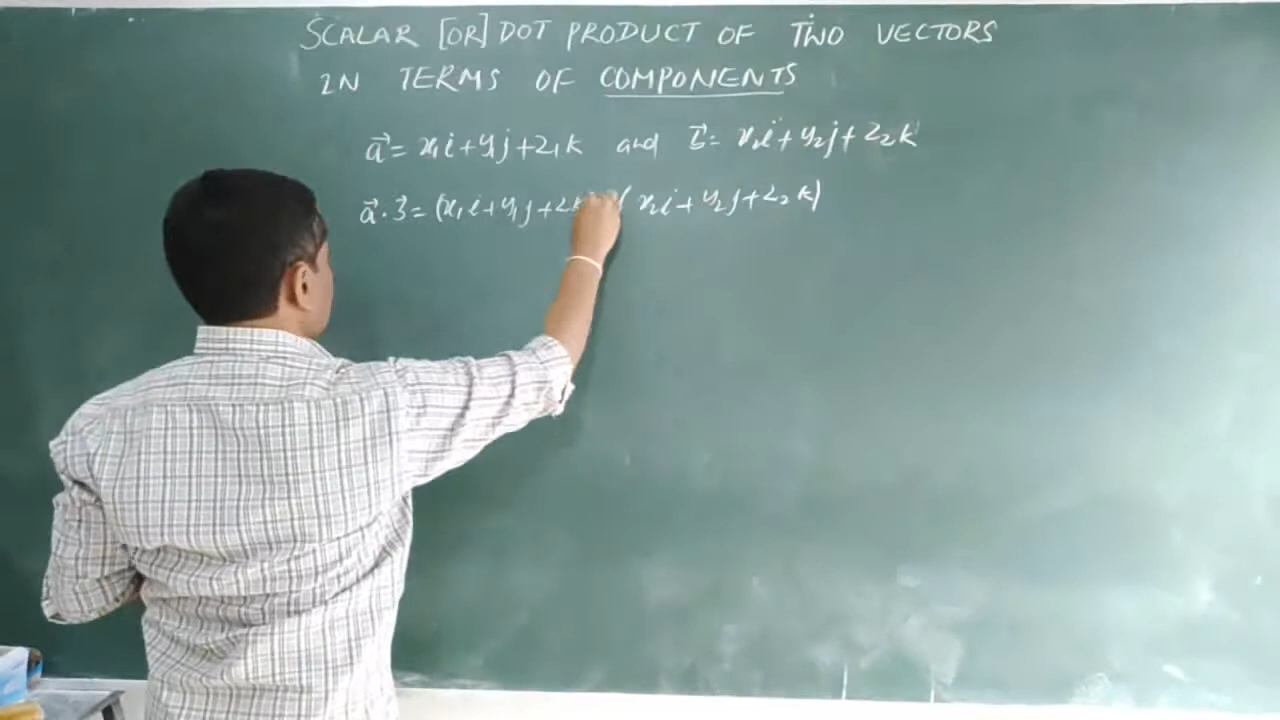 SCALAR [OR] DOT PRODUCT OF TWO VECTORS
IN TERMS OF COMPONENTS
a⃗ = x₁i + y₁j + z₁k and b⃗ = x₂i + y₂j + z₂k
a⃗ · b⃗ = (x₁i + y₁j + z k ( x₂i + y₂j + z₂k)